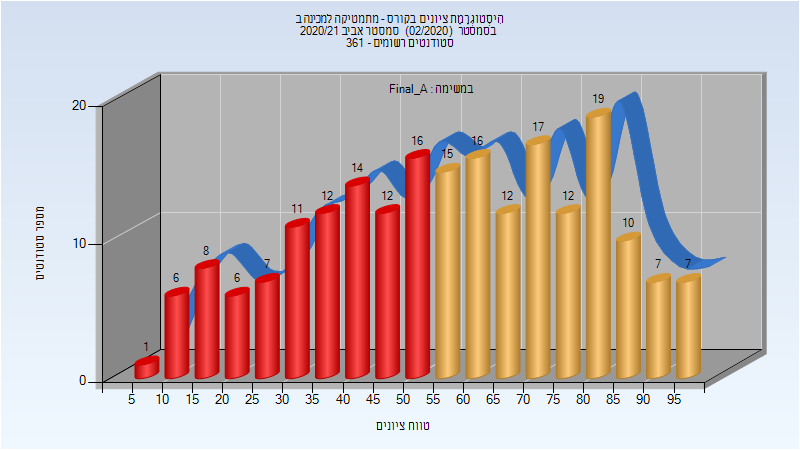 היסטוגרמת ציונים בקורס - מתמטיקה למכינה ב
בסמסטר (02/2020) סמסטר אביב 2020/21
סטודנטים רשומים - 361
במשימה : Final_A
20
10
0
מספר סטודנטים
1 6 8 6 7 11 12 14 12 16 15 16 12 17 12 19 10 7 7
5 10 15 20 25 30 35 40 45 50 55 60 65 70 75 80 85 90 95
טווח ציונים